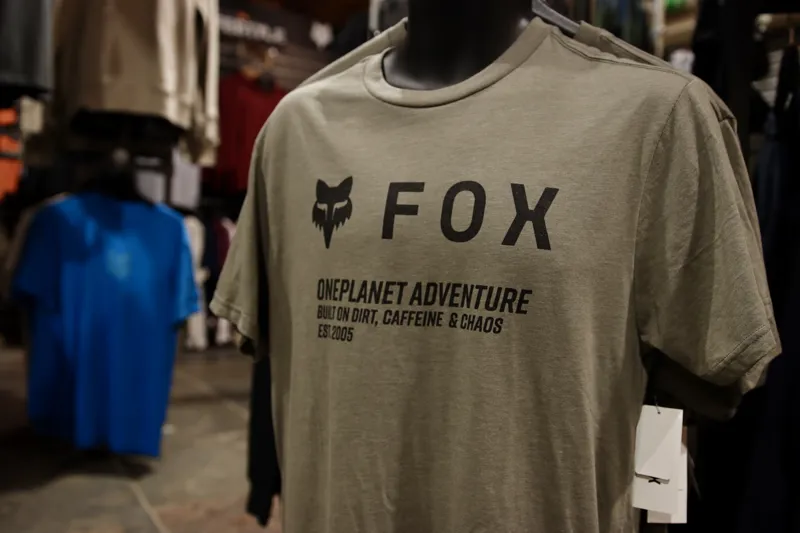 FOX
ONEPLANET ADVENTURE
BUILT ON DIRT, CAFFEINE & CHAOS
EST.2005